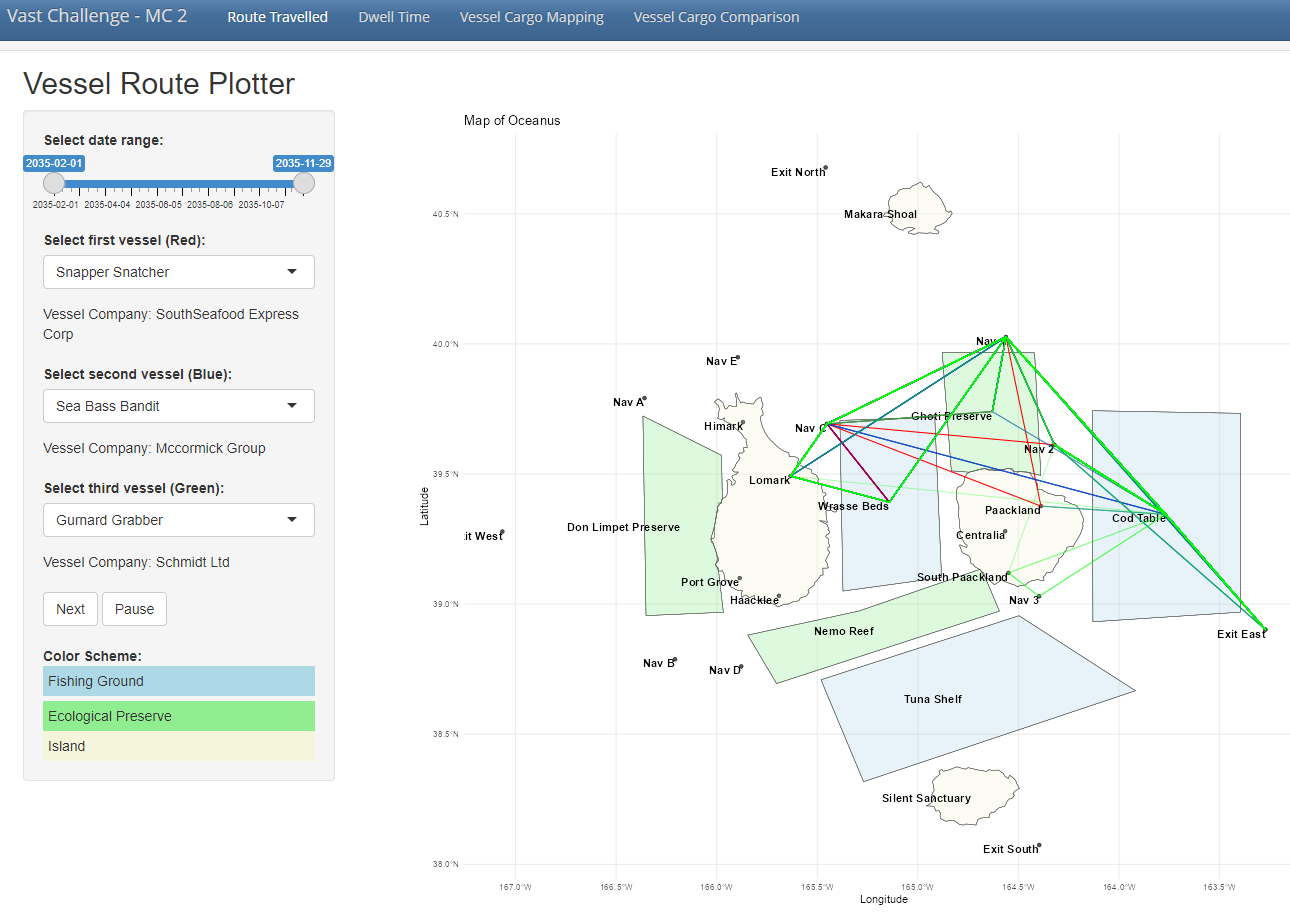 Vast Challenge - MC 2
Route Travelled
Dwell Time
Vessel Cargo Mapping
Vessel Cargo Comparison
Vessel Route Plotter
Select date range:
2035-02-01
2035-11-29
2035-02-01 2035-04-04 2035-06-05 2035-08-06 2035-10-07
Select first vessel (Red):
Snapper Snatcher
Vessel Company: SouthSeafood Express
Corp
Select second vessel (Blue):
Sea Bass Bandit
Vessel Company: Mccormick Group
Select third vessel (Green):
Gurnard Grabber
Vessel Company: Schmidt Ltd
Next
Pause
Color Scheme:
Fishing Ground
Ecological Preserve
Island
Map of Oceanus
Exit North
Makara Shoal
40.5°N
Nav
40.0°N
Nav E
Nav A
Ghoti Preserve
Himark
Nav C
Nav 2
39.5°N
Lomark
Wrasse Beds
Paackland
Cod Table
Latitude
Don Limpet Preserve
it West
Centralia
Port Grove
South Paackland
39.0°N
Haacklee
Nav 3
Nemo Reef
Exit East
Nav B
Nav D
Tuna Shelf
38.5°N
Silent Sanctuary
Exit South
38.0°N
167.0°W
166.5°W
166.0°W
165.5°W
165.0°W
164.5°W
164.0°W
163.5°W
Longitude